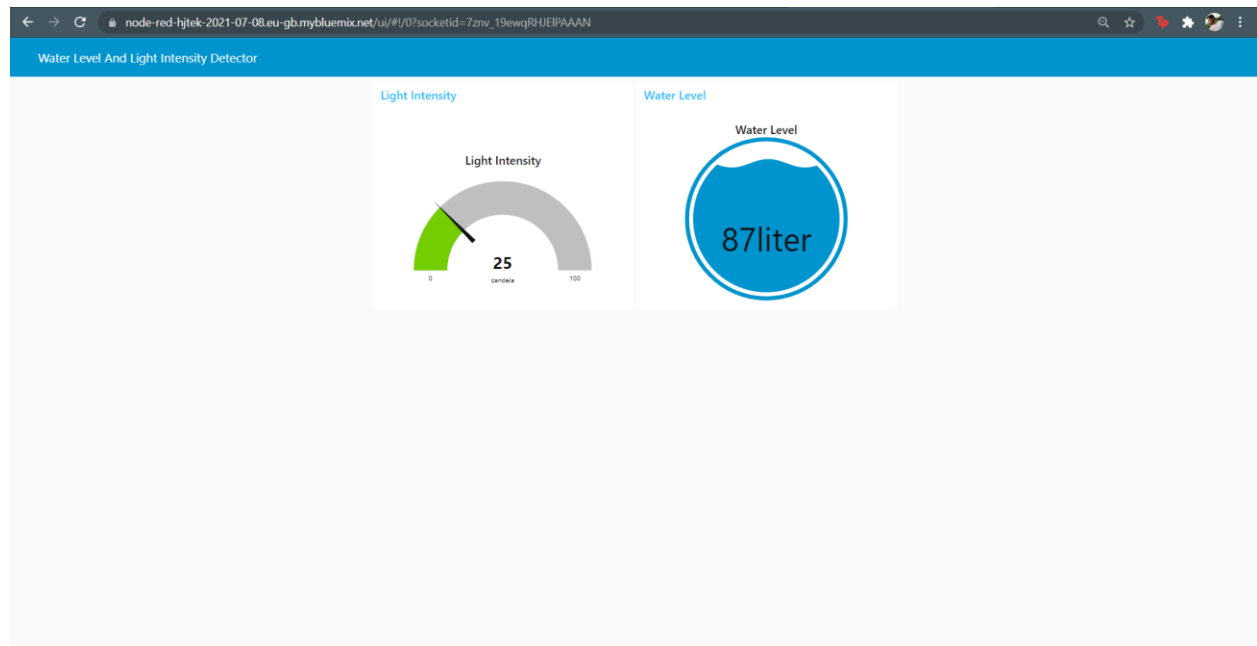 node-red-hjtek-2021-07-08.eu-gb.mybluemix.net/ui/#!/0?socketid=7znv_19ewqRHJEIPAAAN
Water Level And Light Intensity Detector
Light Intensity
Light Intensity
25
candela
0
100
Water Level
Water Level
87liter